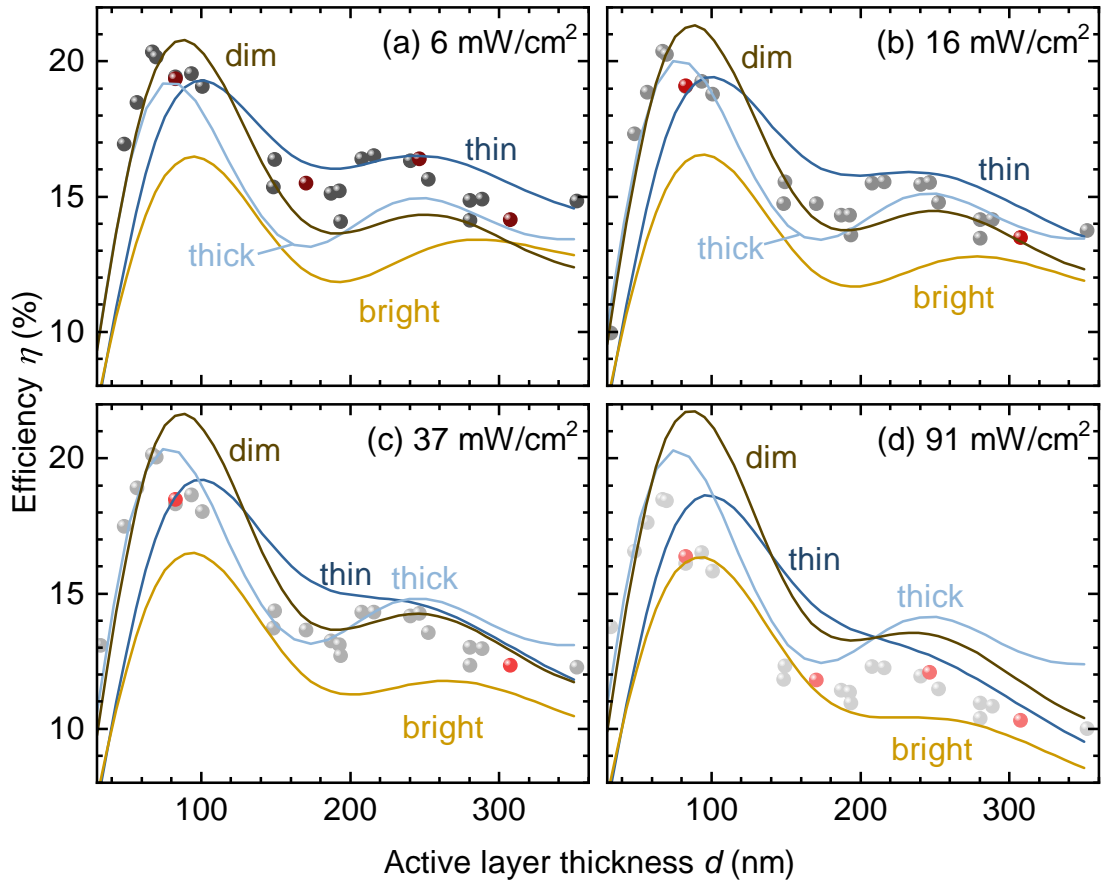 (a) 6 mW/cm²
dim
thin
thick
bright
20
15
10
(b) 16 mW/cm²
dim
thin
thick
bright
(c) 37 mW/cm²
dim
thin
thick
bright
20
15
10
100
200
300
(d) 91 mW/cm²
dim
thin
thick
bright
100
200
300
Efficiency η (%)
Active layer thickness d (nm)